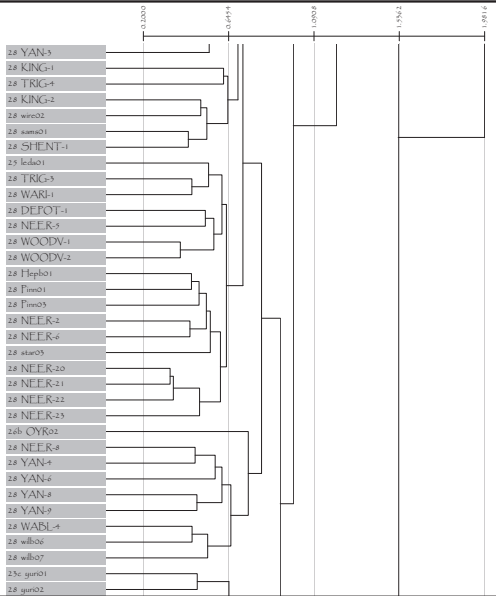 0.2000 0.6454 1.0908 1.5362 1.9816
28 YAN-3
28 KING-1
28 TRIG-4
28 KING-2
28 wire02
28 sams01
28 SHENT-1
25 leda01
28 TRIG-3
28 WARI-1
28 DEPOT-1
28 NEER-5
28 WOODV-1
28 WOODV-2
28 Hepb01
28 Pinn01
28 Pinn03
28 NEER-2
28 NEER-6
28 star03
28 NEER-20
28 NEER-21
28 NEER-22
28 NEER-23
26b OYR02
28 NEER-8
28 YAN-4
28 YAN-6
28 YAN-8
28 YAN-9
28 WABL-4
28 wilb06
28 wilb07
23c yuri01
28 yuri02